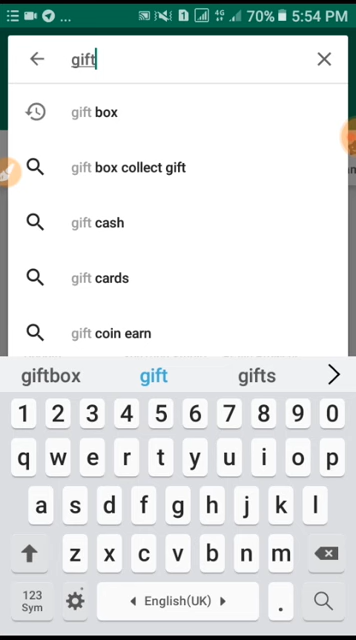 ... 4G 70% 5:54 PM
gift
gift box
gift box collect gift
gift cash
gift cards
gift coin earn
giftbox gift gifts
1 2 3 4 5 6 7 8 9 0
q w e r t y u i o p
a s d f g h j k l
z x c v b n m
123 Sym English(UK) .